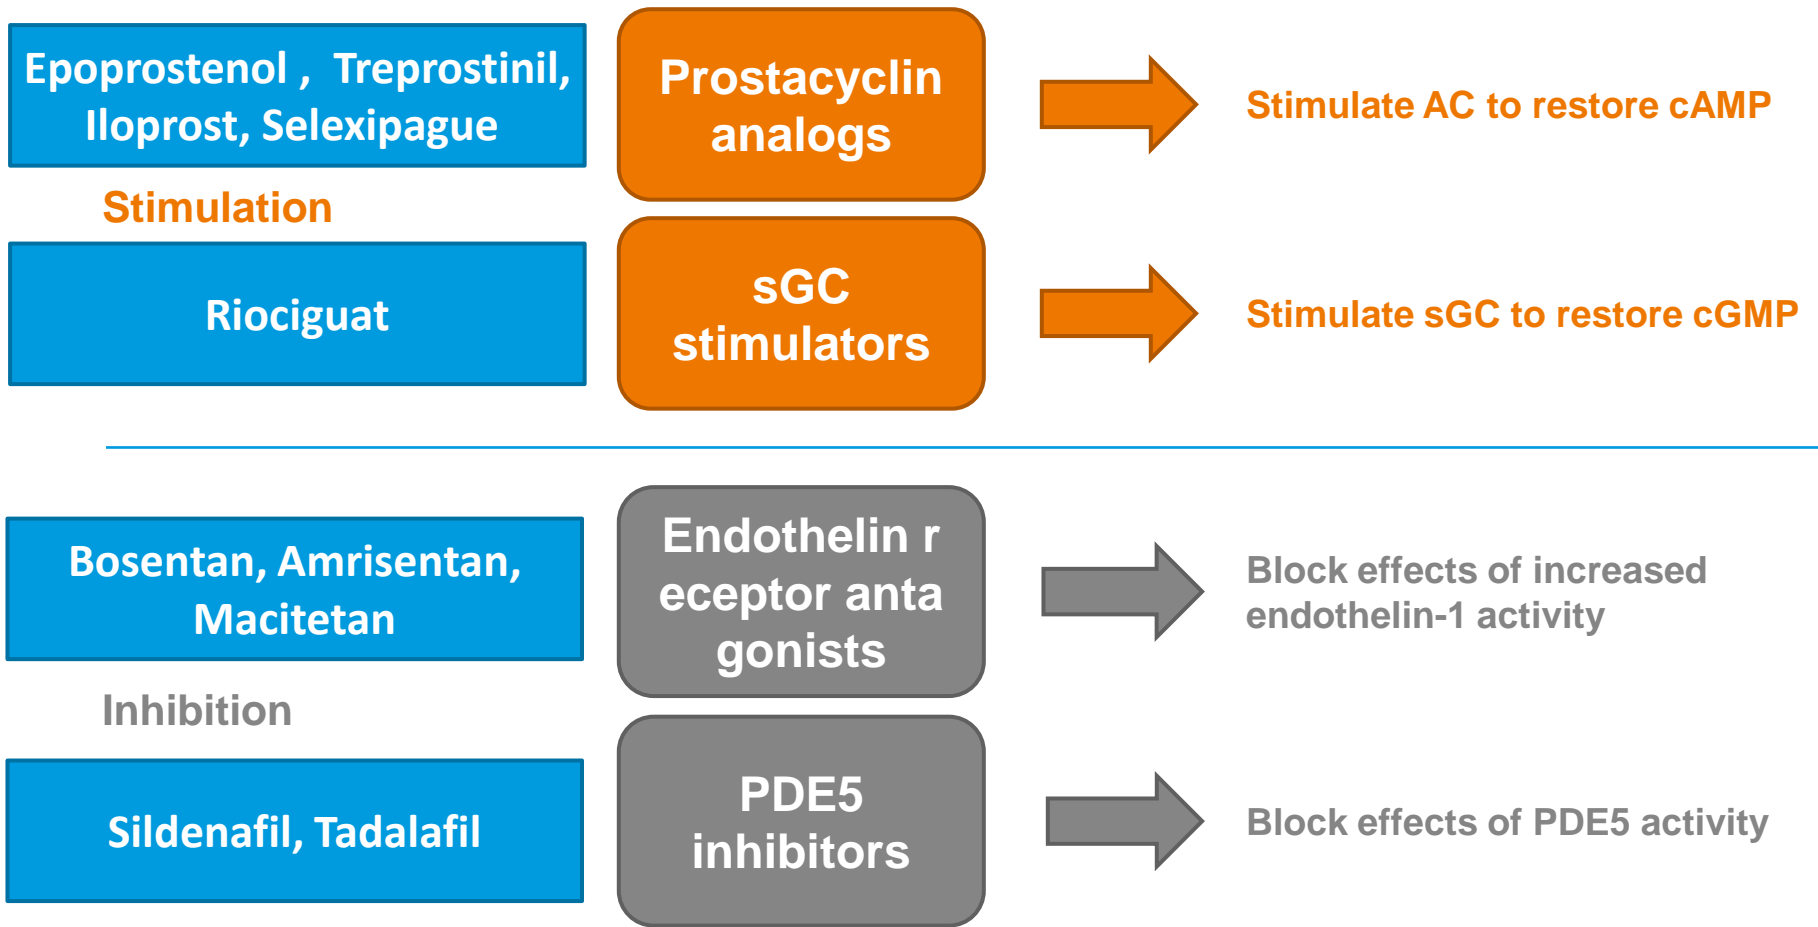 Epoprostenol , Treprostinil,
Iloprost, Selexipague
Prostacyclin
analogs
Stimulate AC to restore cAMP
Stimulation
Riociguat
sGC
stimulators
Stimulate sGC to restore cGMP
Bosentan, Amrisentan,
Macitetan
Endothelin r
eceptor anta
gonists
Block effects of increased
endothelin-1 activity
Inhibition
Sildenafil, Tadalafil
PDE5
inhibitors
Block effects of PDE5 activity